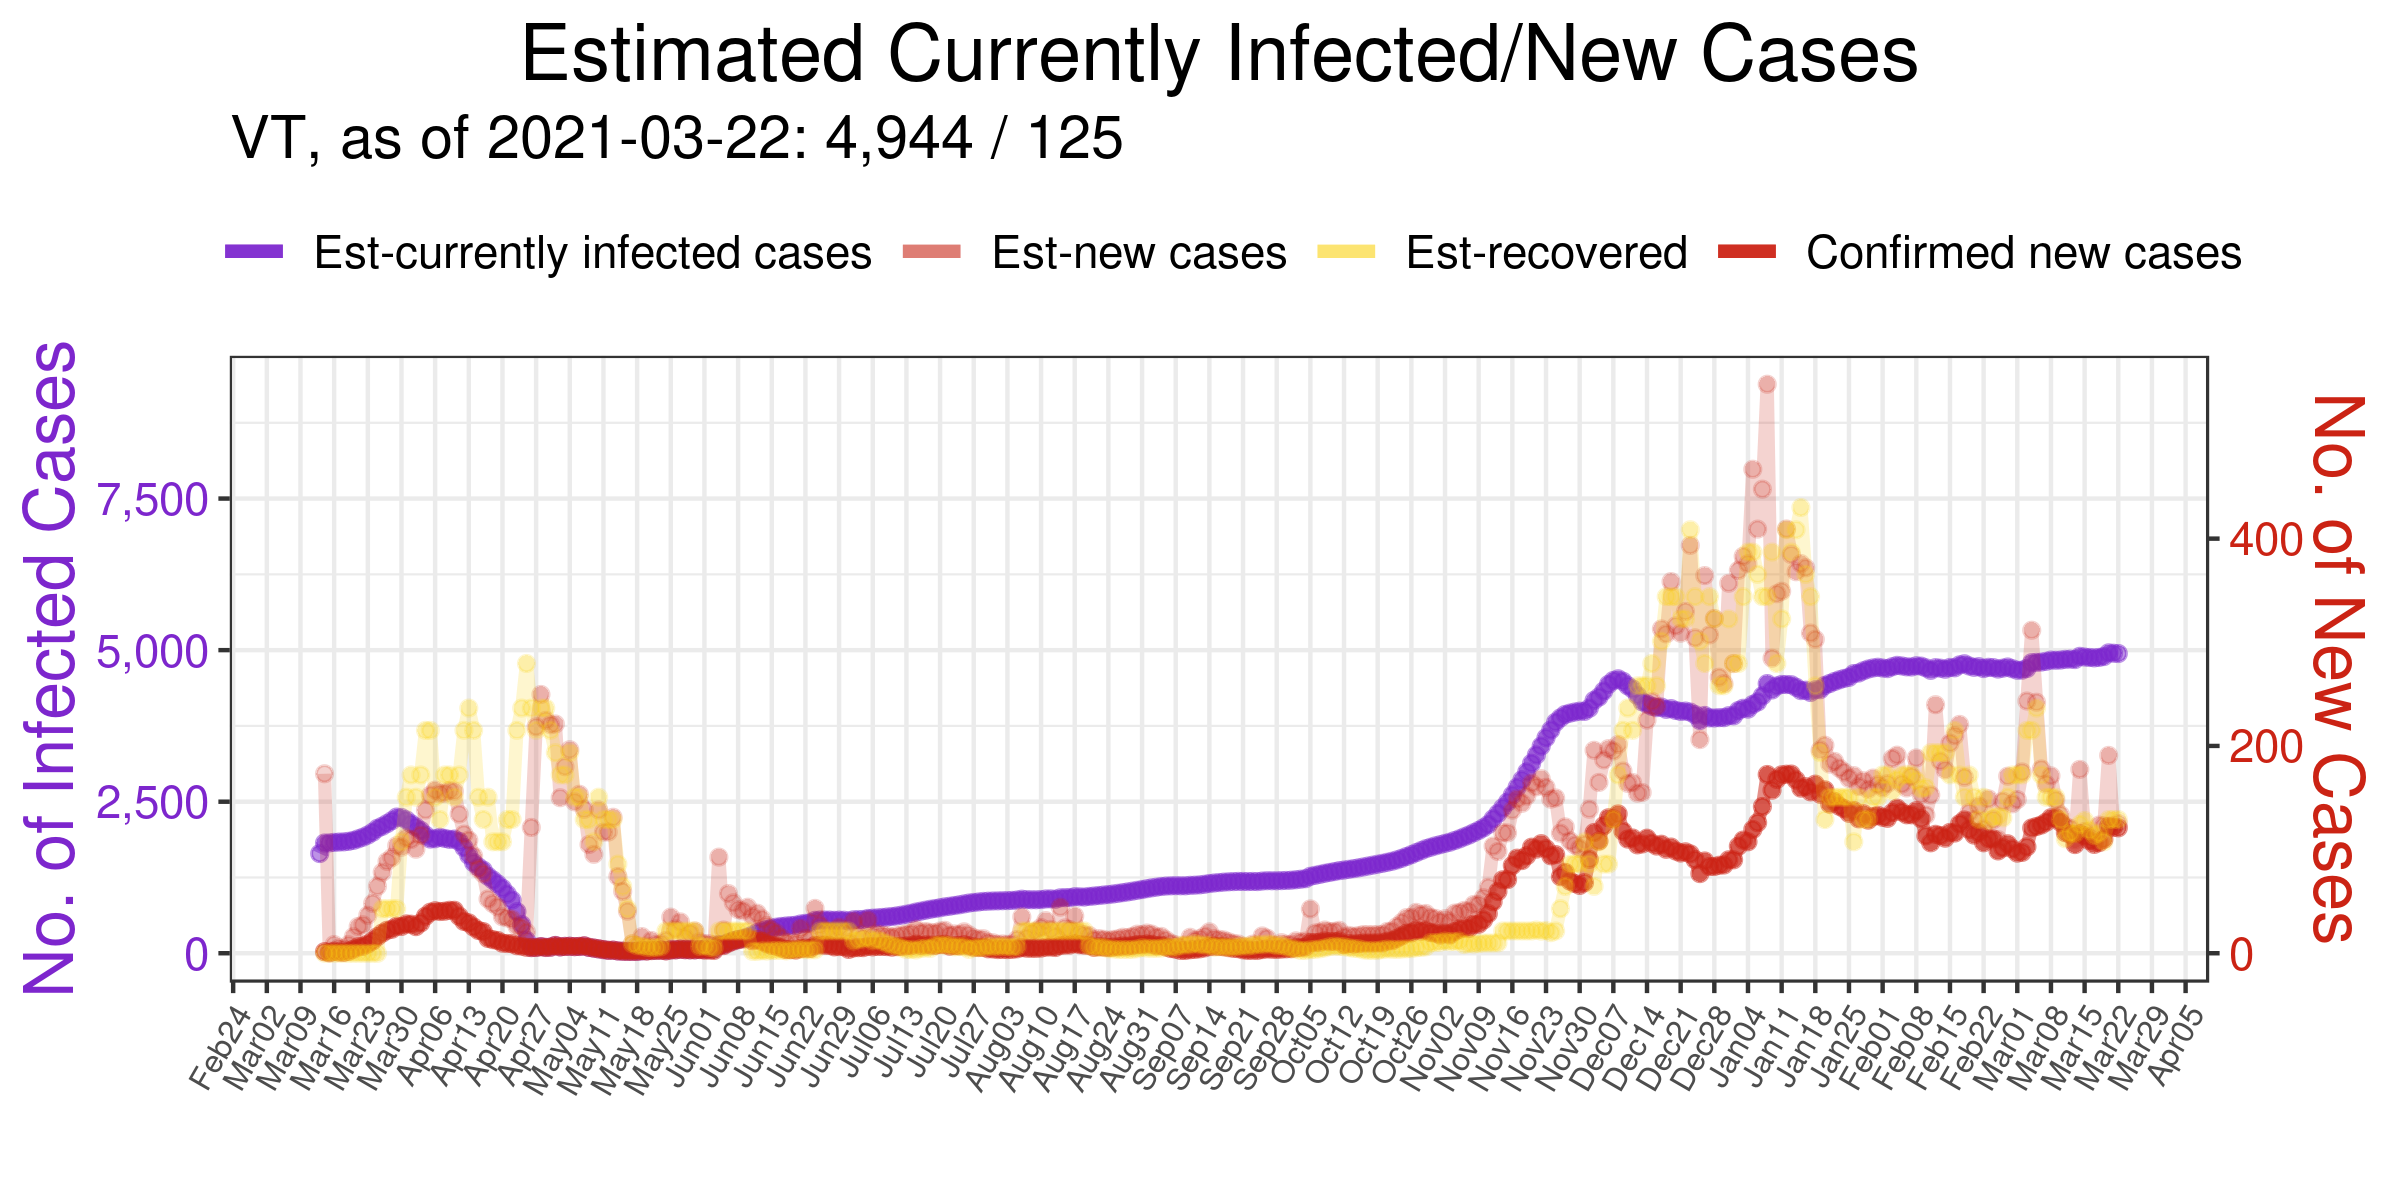 Estimated Currently Infected/New Cases
VT, as of 2021-03-22: 4,944 / 125
Est-currently infected cases Est-new cases Est-recovered Confirmed new cases
No. of Infected Cases
7,500
5,000
2,500
0
No. of New Cases
400
200
0
Feb24 Mar02 Mar09 Mar16 Mar23 Mar30 Apr06 Apr13 Apr20 Apr27 May04 May11 May18 May25 Jun01 Jun08 Jun15 Jun22 Jun29 Jul06 Jul13 Jul20 Jul27 Aug03 Aug10 Aug17 Aug24 Aug31 Sep07 Sep14 Sep21 Sep28 Oct05 Oct12 Oct19 Oct26 Nov02 Nov09 Nov16 Nov23 Nov30 Dec07 Dec14 Dec21 Dec28 Jan04 Jan11 Jan18 Jan25 Feb01 Feb08 Feb15 Feb22 Mar01 Mar08 Mar15 Mar22 Mar29 Apr05